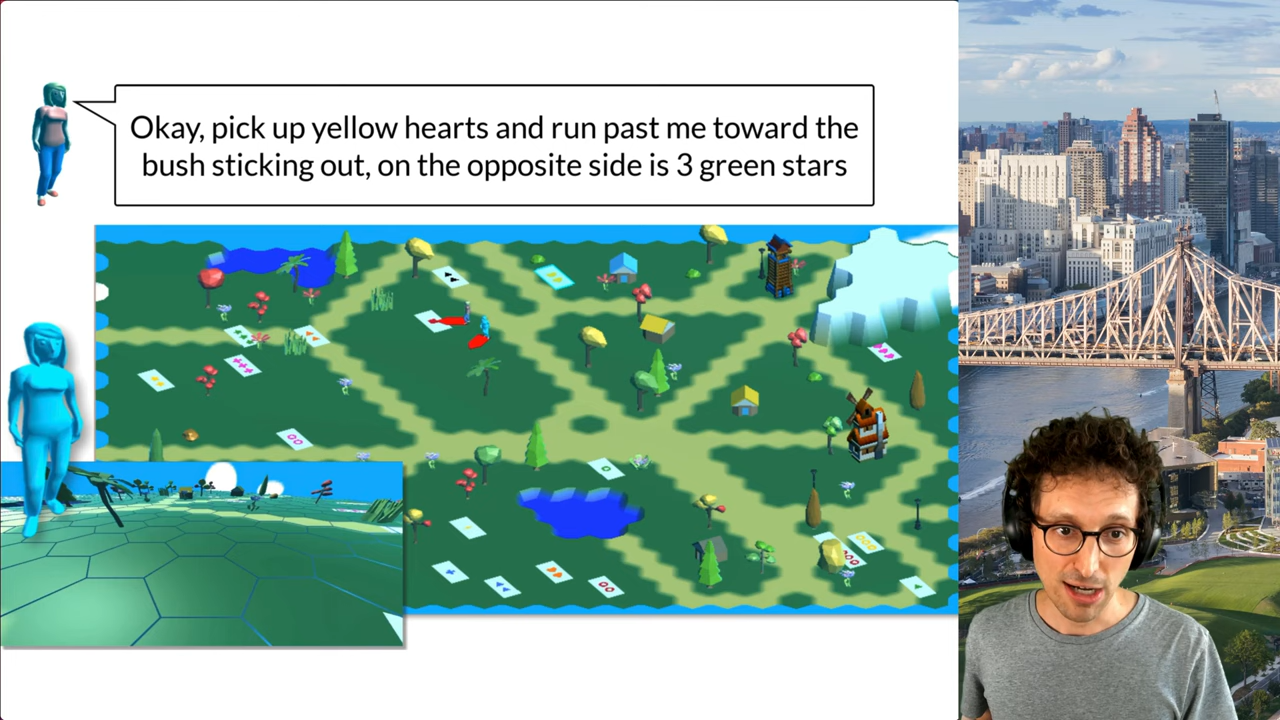 Okay, pick up yellow hearts and run past me toward the
bush sticking out, on the opposite side is 3 green stars